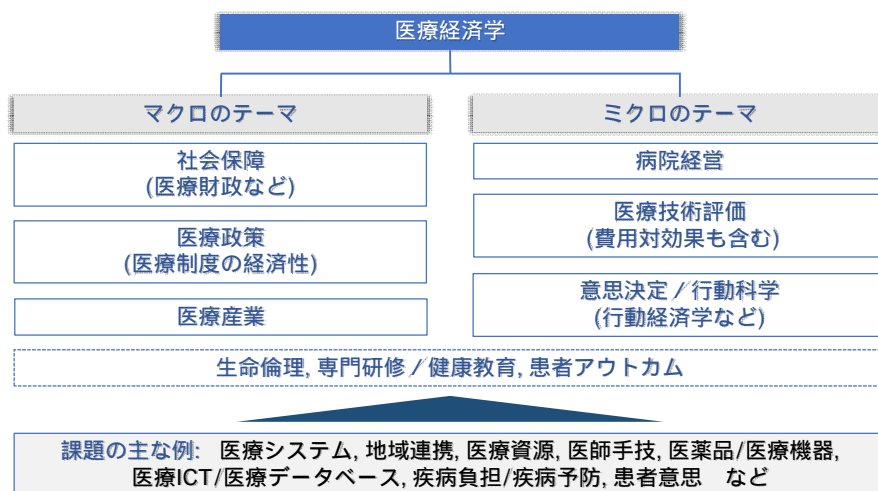 医療経済学
マクロのテーマ
ミクロのテーマ
社会保障
(医療財政など)
医療政策
(医療制度の経済性)
医療産業
病院経営
医療技術評価
(費用対効果も含む)
意思決定/行動科学
(行動経済学など)
生命倫理, 専門研修/健康教育, 患者アウトカム
課題の主な例: 医療システム, 地域連携, 医療資源, 医師手技, 医薬品/医療機器,
医療ICT/医療データベース, 疾病負担/疾病予防, 患者意思 など